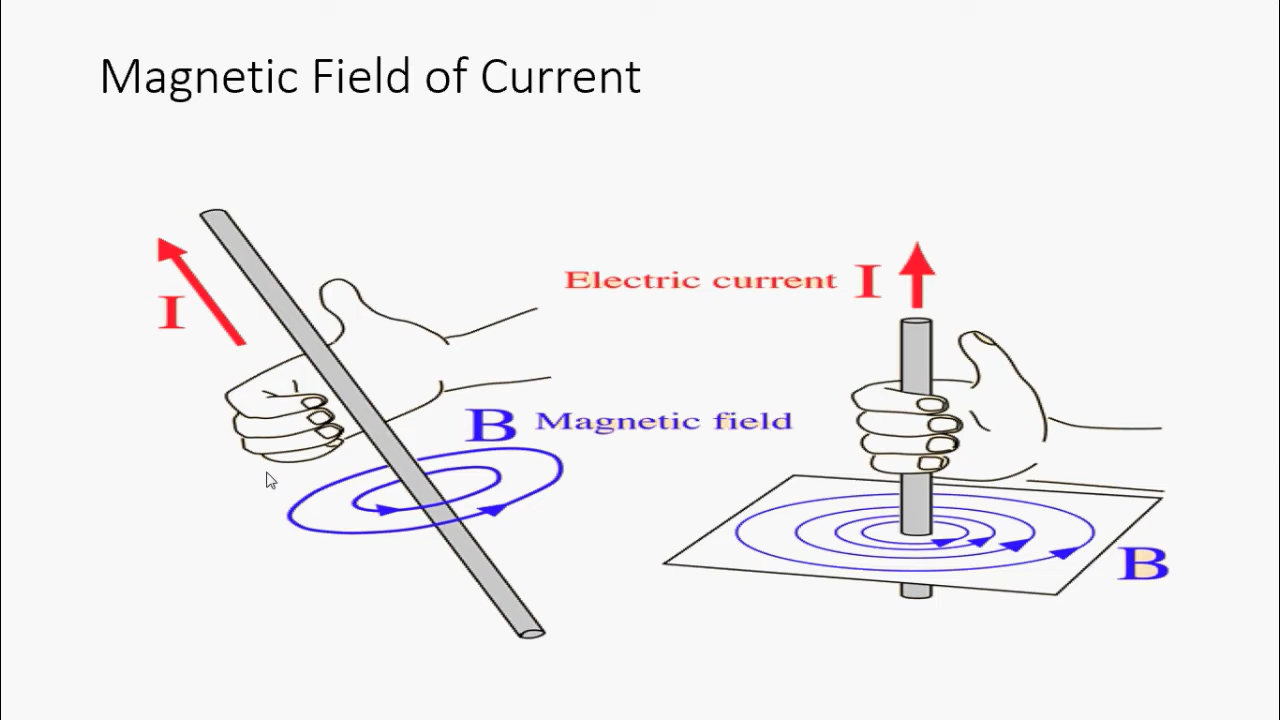 Magnetic Field of Current
Electric current I
I
B Magnetic field
B